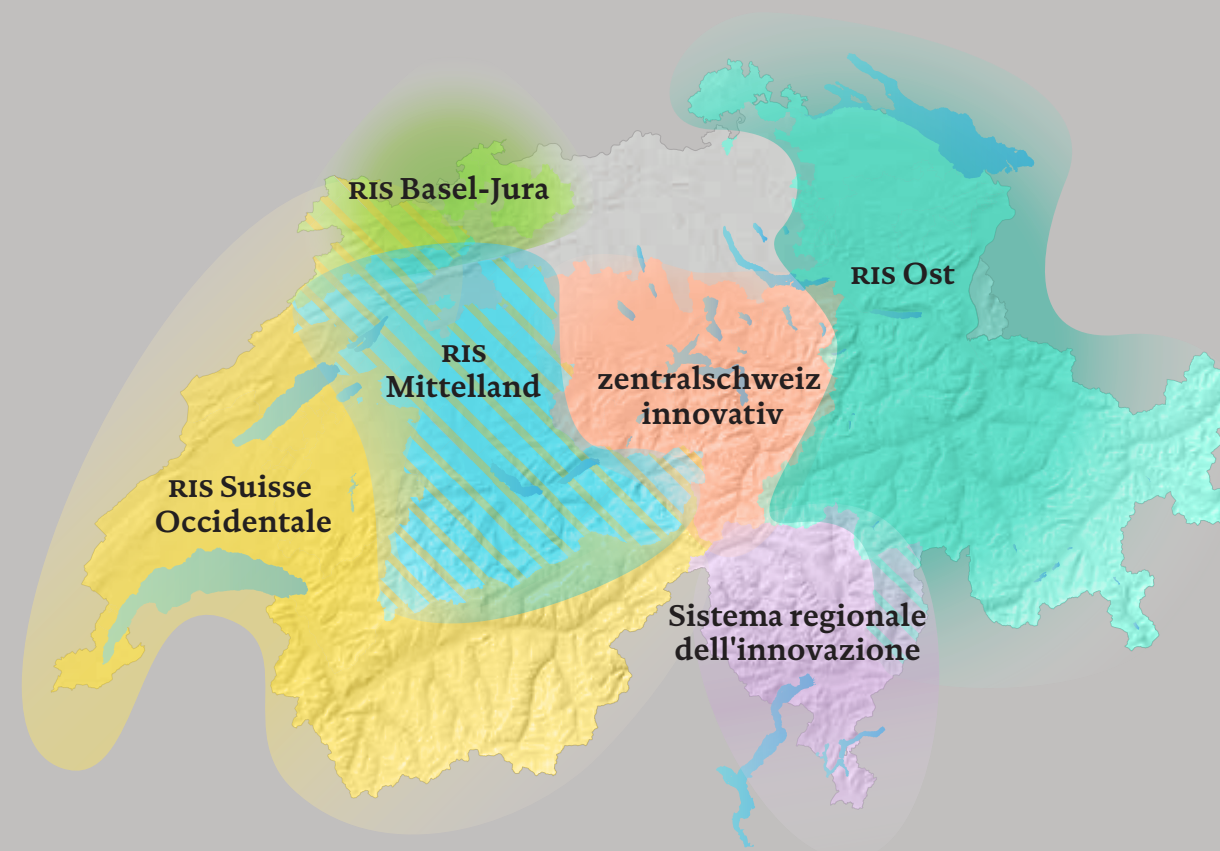 RIS Basel-Jura
RIS Ost
RIS
Mittelland
zentralschweiz
innovativ
RIS Suisse
Occidentale
Sistema regionale
dell'innovazione